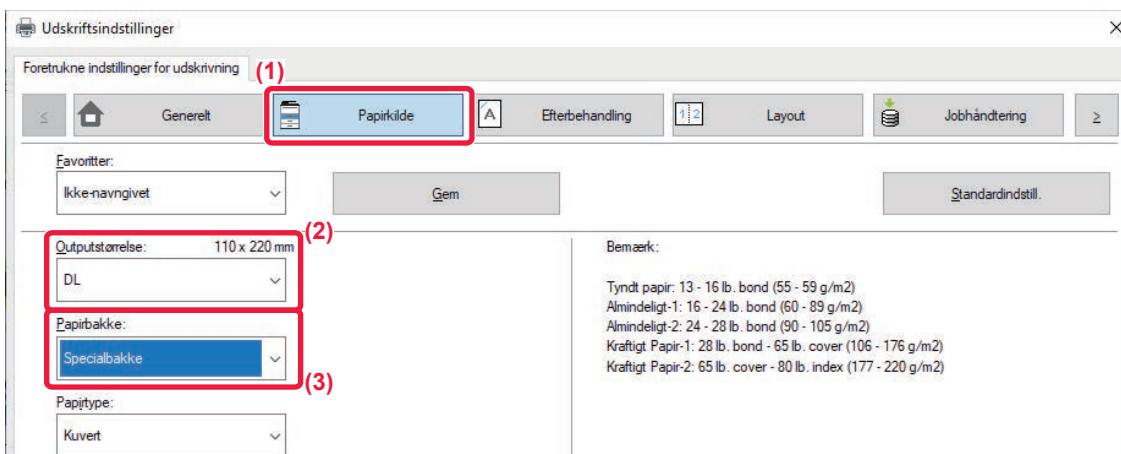 Udskriftsindstillinger
Foretrukne indstillinger for udskrivning
(1)
< Generelt Papirkilde A Efterbehandling 1 2 Layout Jobhåndtering >
Favoritter:
Ikke-navngivet Gem Standardindstill.
(2)
Outputstørrelse: 110 x 220 mm
DL
Papirbakke:
Specialbakke
(3)
Papirtype:
Kuvert
Bemærk:
Tyndt papir: 13 - 16 lb. bond (55 - 59 g/m2)
Almindeligt-1: 16 - 24 lb. bond (60 - 89 g/m2)
Almindeligt-2: 24 - 28 lb. bond (90 - 105 g/m2)
Kraftigt Papir-1: 28 lb. bond - 65 lb. cover (106 - 176 g/m2)
Kraftigt Papir-2: 65 lb. cover - 80 lb. index (177 - 220 g/m2)